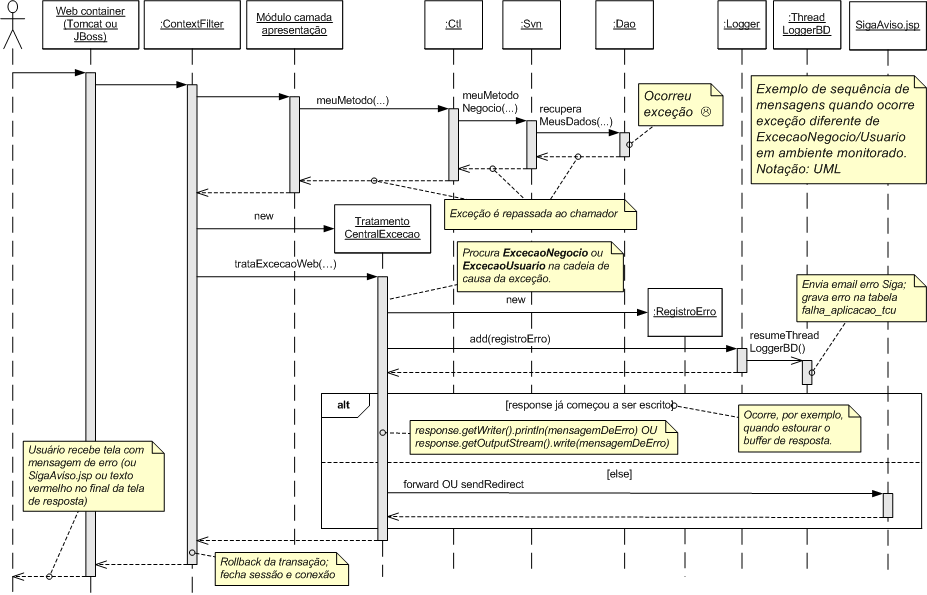 Web container
(Tomcat ou
JBoss)
:ContextFilter
Módulo camada
apresentação
:Ctl
:Svn
:Dao
:Logger
:Thread
LoggerBD
SigaAviso.jsp
meuMetodo(...)
meuMetodo
Negocio(...)
recupera
MeusDados(...)
Ocorreu
exceção ☹
Exemplo de sequência de
mensagens quando ocorre
exceção diferente de
ExcecaoNegocio/Usuario
em ambiente monitorado.
Notação: UML
Exceção é repassada ao chamador
new
Tratamento
CentralExcecao
trataExcecaoWeb(...)
Procura ExcecaoNegocio ou
ExcecaoUsuario na cadeia de
causa da exceção.
new
:RegistroErro
Envia email erro Siga;
grava erro na tabela
falha_aplicacao_tcu
add(registroErro)
resumeThread
LoggerBD()
alt
[response já começou a ser escrito]
Ocorre, por exemplo,
quando estourar o
buffer de resposta.
response.getWriter().println(mensagemDeErro) OU
response.getOutputStream().write(mensagemDeErro)
Usuário recebe tela com
mensagem de erro (ou
SigaAviso.jsp ou texto
vermelho no final da tela
de resposta)
[else]
forward OU sendRedirect
Rollback da transação;
fecha sessão e conexão